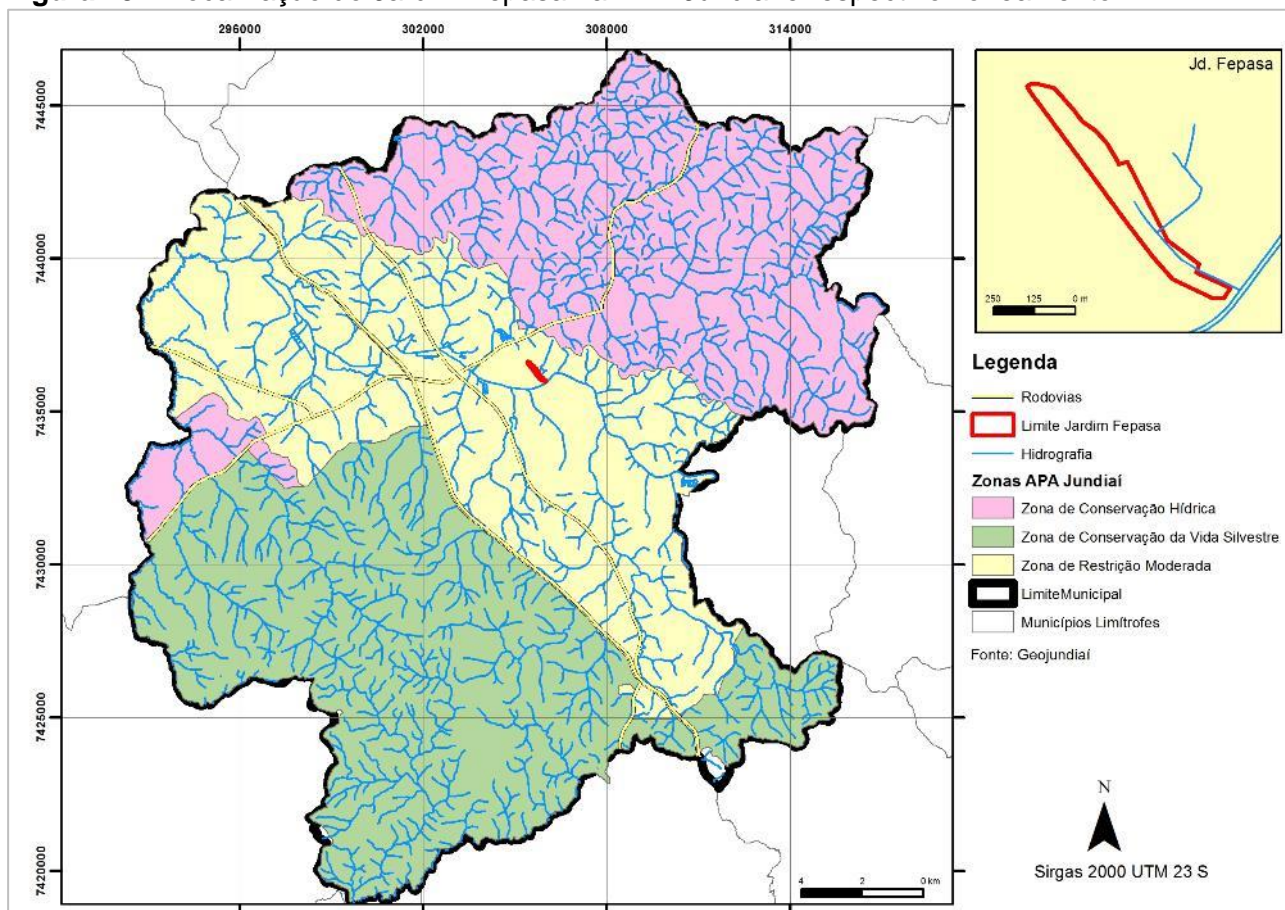 296000 302000 308000 314000
7445000
7440000
7435000
7430000
7425000
7420000
4 2 0 km
Jd. Fepasa
250 125 0 m
Legenda
Rodovias
Limite Jardim Fepasa
Hidrografia
Zonas APA Jundiaí
Zona de Conservação Hídrica
Zona de Conservação da Vida Silvestre
Zona de Restrição Moderada
LimiteMunicipal
Municípios Limítrofes
Fonte: Geojundiaí
N
Sirgas 2000 UTM 23 S